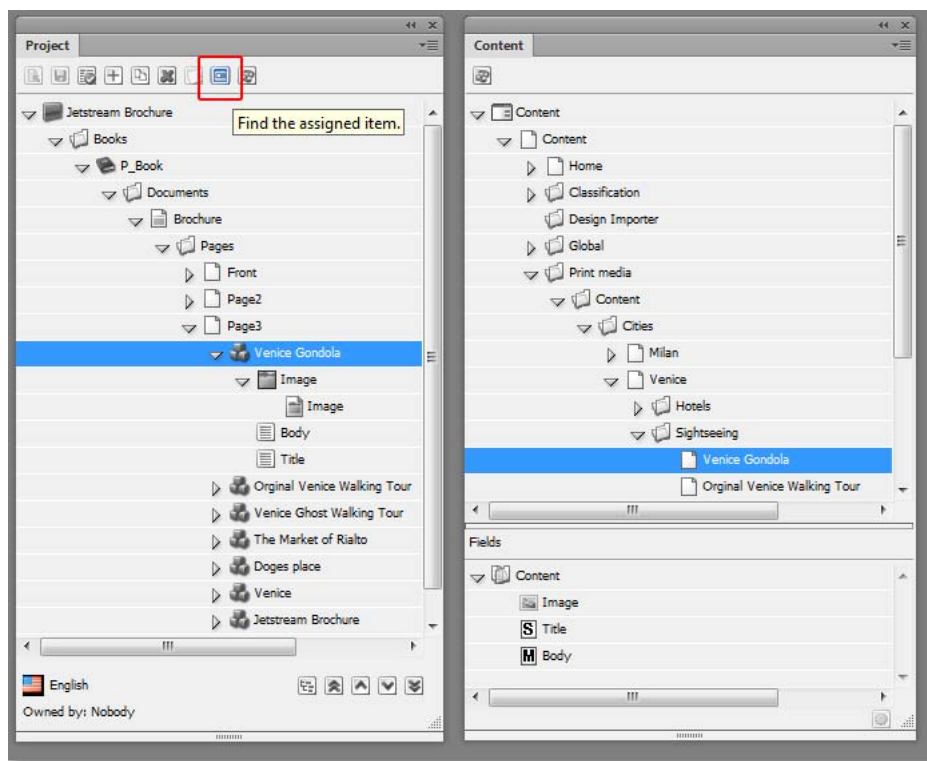 Project
Find the assigned item.
Jetstream Brochure
Books
P_Book
Documents
Brochure
Pages
Front
Page2
Page3
Venice Gondola
Image
Image
Body
Title
Orginal Venice Walking Tour
Venice Ghost Walking Tour
The Market of Rialto
Doges place
Venice
Jetstream Brochure
English
Owned by: Nobody
Content
Content
Content
Home
Classification
Design Importer
Global
Print media
Content
Cities
Milan
Venice
Hotels
Sightseeing
Venice Gondola
Orginal Venice Walking Tour
Fields
Content
Image
S Title
M Body